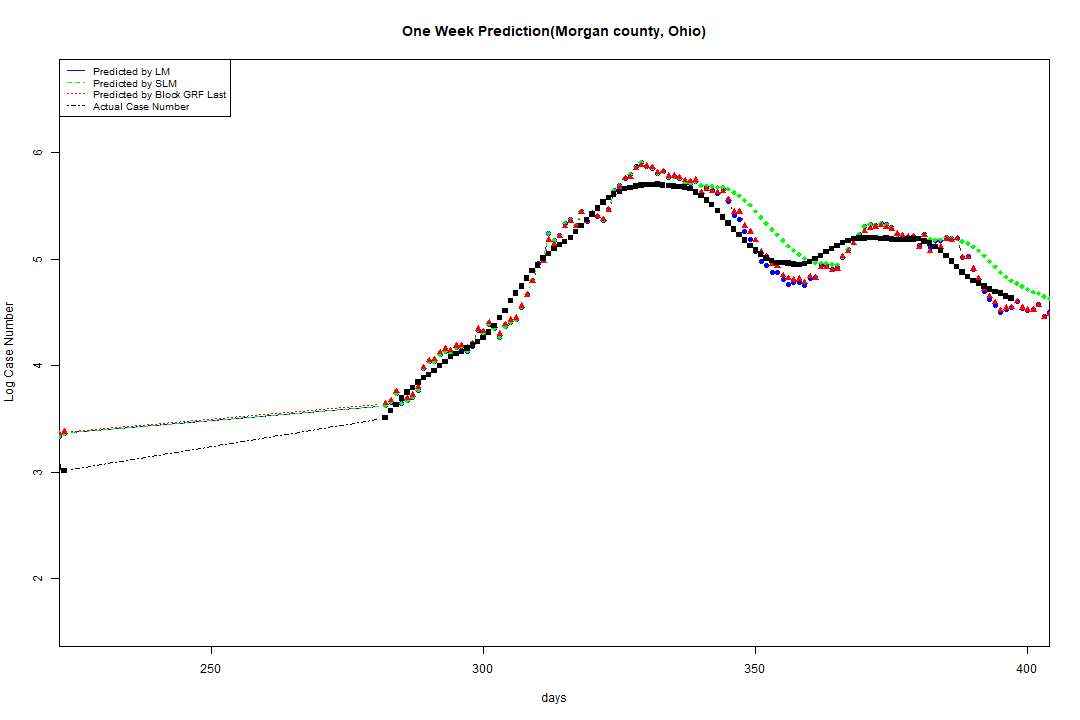 One Week Prediction(Morgan county, Ohio)
Predicted by LM
Predicted by SLM
Predicted by Block GRF Last
Actual Case Number
Log Case Number
6
5
4
3
2
250 300 350 400
days